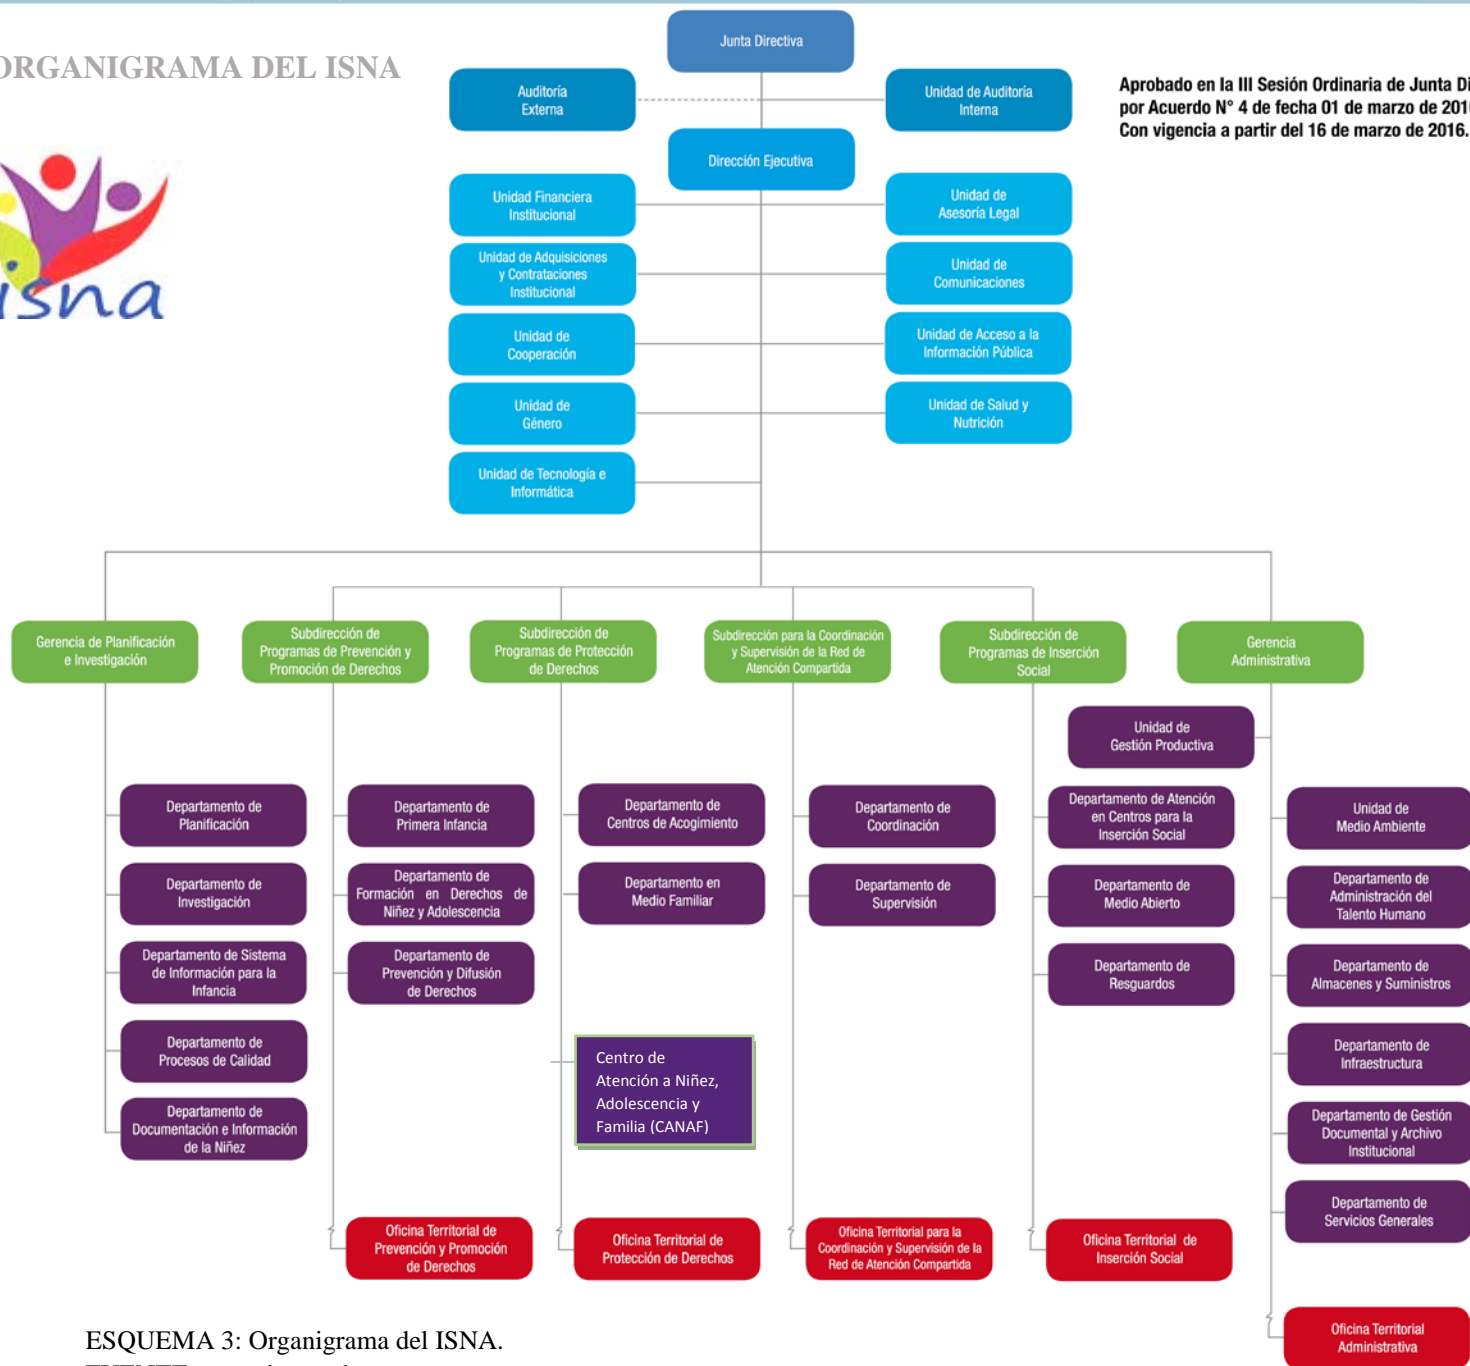 Junta Directiva
ORGANIGRAMA DEL ISNA
Auditoría
Externa
Unidad de Auditoría
Interna
Aprobado en la III Sesión Ordinaria de Junta
por Acuerdo N° 4 de fecha 01 de marzo de
Con vigencia a partir del 16 de marzo de 2016.
isna
Dirección Ejecutiva
Unidad Financiera
Institucional
Unidad de
Asesoría Legal
Unidad de Adquisiciones
y Contrataciones
Institucional
Unidad de
Comunicaciones
Unidad de
Cooperación
Unidad de Acceso a la
Información Pública
Unidad de
Género
Unidad de Salud y
Nutrición
Unidad de Tecnología e
Informática
Gerencia de Planificación
e Investigación
Subdirección de
Programas de Prevención y
Promoción de Derechos
Subdirección de
Programas de Protección
de Derechos
Subdirección para la Coordinación
y Supervisión de la Red de
Atención Compartida
Subdirección de
Programas de Inserción
Social
Gerencia
Administrativa
Unidad de
Gestión Productiva
Departamento de
Planificación
Departamento de
Investigación
Departamento de Sistema
de Información para la
Infancia
Departamento de
Procesos de Calidad
Departamento de
Documentación e Información
de la Niñez
Departamento de
Primera Infancia
Departamento de
Formación en Derechos de
Niñez y Adolescencia
Departamento de
Prevención y Difusión
de Derechos
Oficina Territorial de
Prevención y Promoción
de Derechos
Departamento de
Centros de Acogimiento
Departamento en
Medio Familiar
Centro de
Atención a Niñez,
Adolescencia y
Familia (CANAF)
Oficina Territorial de
Protección de Derechos
Departamento de
Coordinación
Departamento de
Supervisión
Oficina Territorial para la
Coordinación y Supervisión de la
Red de Atención Compartida
Departamento de Atención
en Centros para la
Inserción Social
Departamento de
Medio Abierto
Departamento de
Resguardos
Oficina Territorial de
Inserción Social
Unidad de
Medio Ambiente
Departamento de
Administración del
Talento Humano
Departamento de
Almacenes y Suministros
Departamento de
Infraestructura
Departamento de Gestión
Documental y Archivo
Institucional
Departamento de
Servicios Generales
Oficina Territorial
Administrativa
ESQUEMA 3: Organigrama del ISNA.